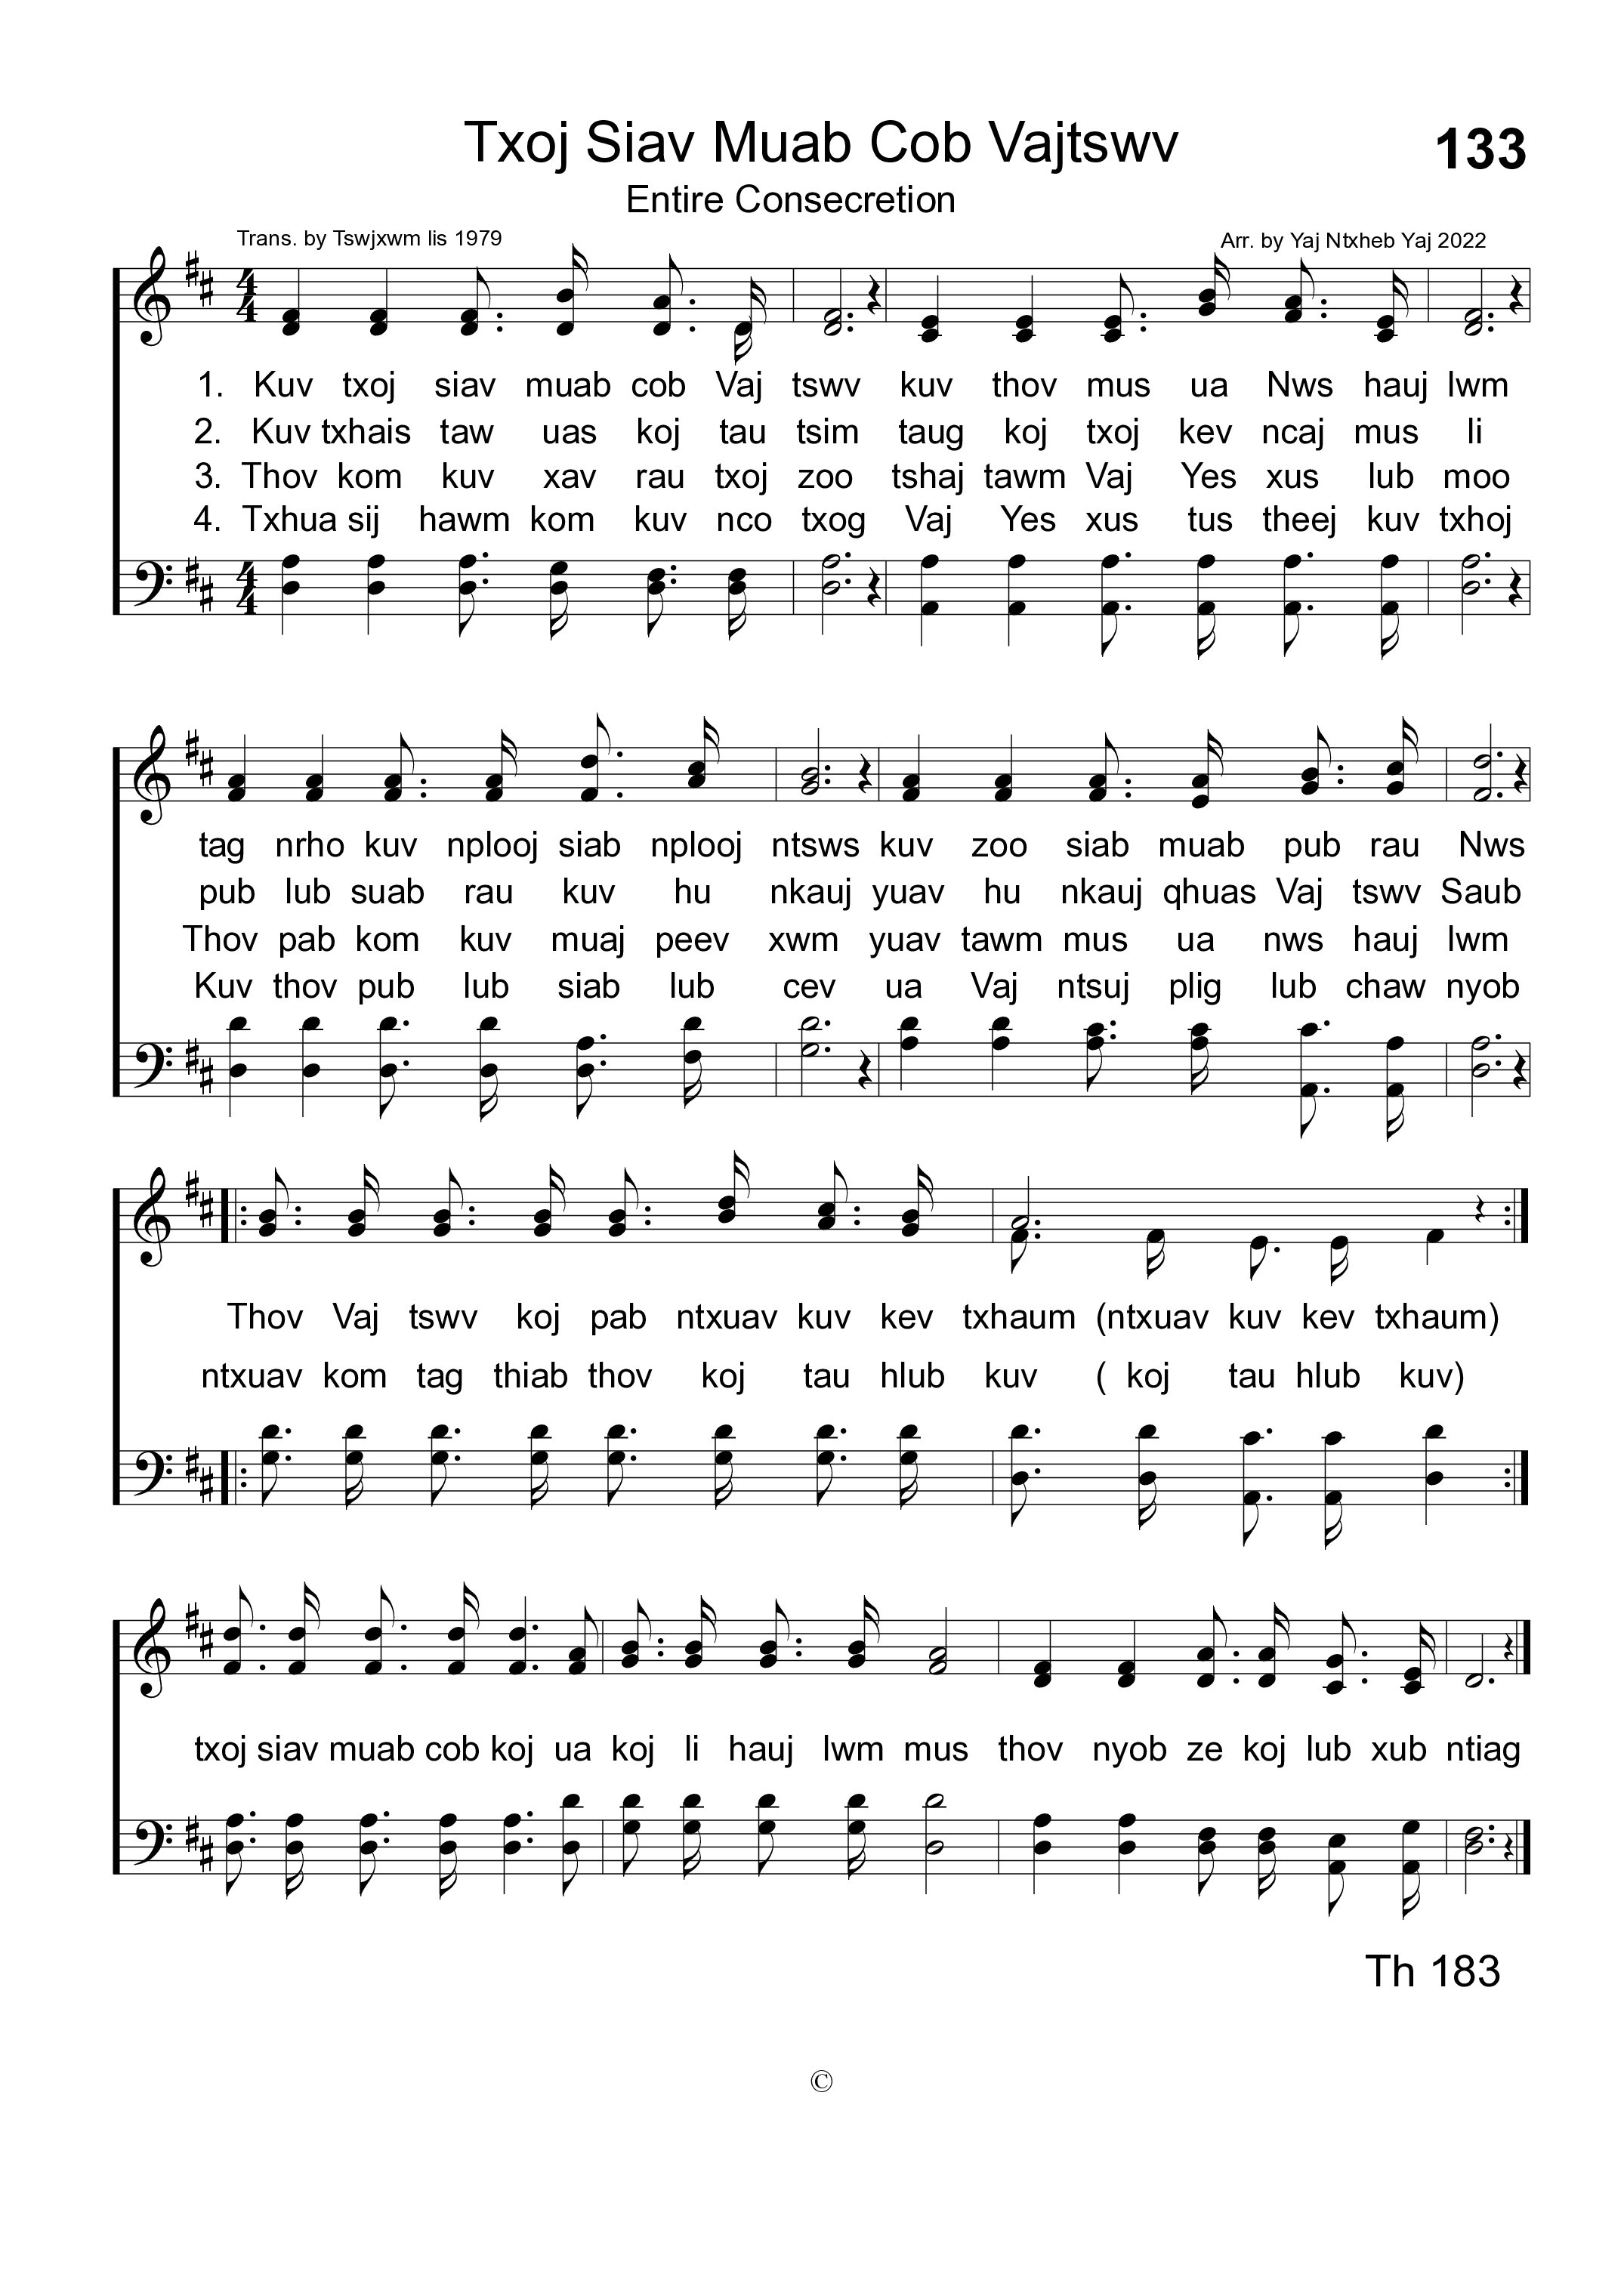 Txoj Siav Muab Cob Vajtswv
133
Entire Consecretion
Trans. by Tswjxwm lis 1979
Arr. by Yaj Ntxheb Yaj 2022
1. Kuv txoj siav muab cob Vaj tswv kuv thov mus ua Nws hauj lwm
2. Kuv txhais taw uas koj tau tsim taug koj txoj kev ncaj mus li
3. Thov kom kuv xav rau txoj zoo tshaj tawm Vaj Yes xus lub moo
4. Txhua sij hawm kom kuv nco txog Vaj Yes xus tus theej kuv txhoj
tag nrho kuv nplooj siab nplooj ntsws kuv zoo siab muab pub rau Nws
pub lub suab rau kuv hu nkauj yuav hu nkauj qhuas Vaj tswv Saub
Thov pab kom kuv muaj peev xwm yuav tawm mus ua nws hauj lwm
Kuv thov pub lub siab lub cev ua Vaj ntsuj plig lub chaw nyob
Thov Vaj tswv koj pab ntxuav kuv kev txhaum (ntxuav kuv kev txhaum)
ntxuav kom tag thiab thov koj tau hlub kuv ( koj tau hlub kuv)
txoj siav muab cob koj ua koj li hauj lwm mus thov nyob ze koj lub xub ntiag
Th 183
©